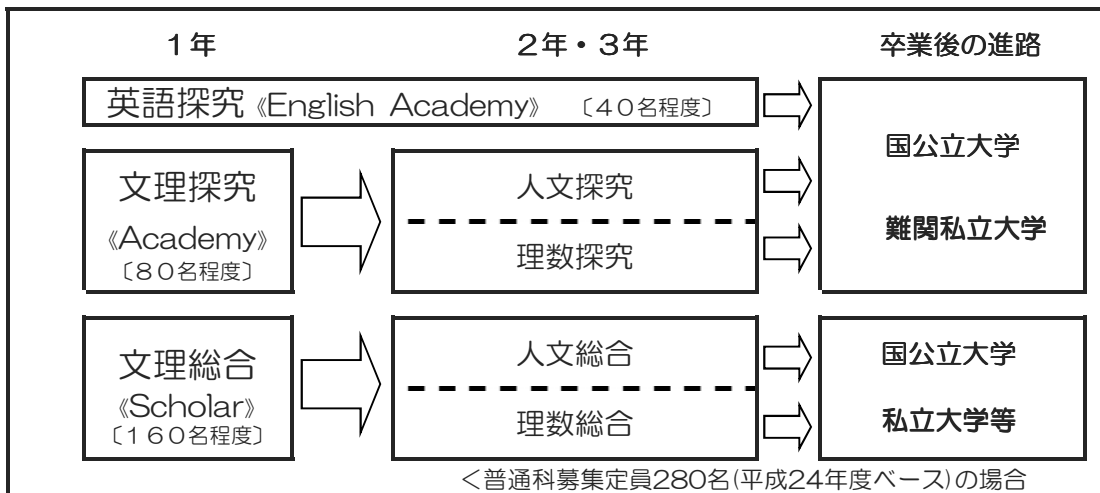 １年 ２年・３年 卒業後の進路
英語探究《English Academy》 〔４０名程度〕
文理探究
《Academy》
〔８０名程度〕
人文探究
理数探究
国公立大学
難関私立大学
文理総合
《Scholar》
〔１６０名程度〕
人文総合
理数総合
国公立大学
私立大学等
＜普通科募集定員280名(平成24年度ベース)の場合